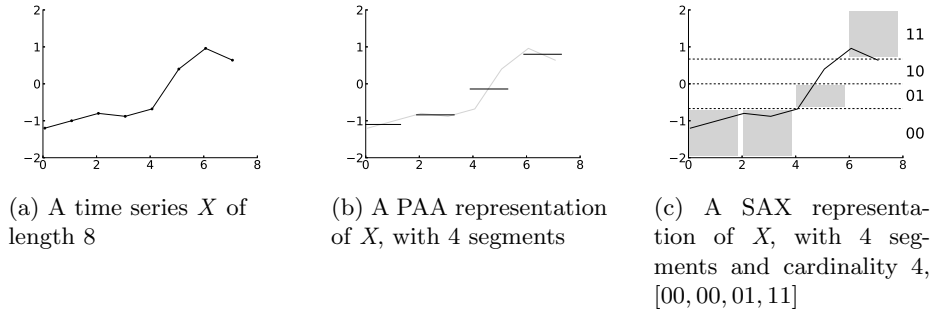 2
1
0
−1
−2
0 2 4 6 8
2
1
0
−1
−2
0 2 4 6 8
2
1
0
−1
−2
0 2 4 6 8
11
10
01
00
(a) A time series X of
length 8
(b) A PAA representation
of X, with 4 segments
(c) A SAX representa-
tion of X, with 4 seg-
ments and cardinality 4,
[00, 00, 01, 11]